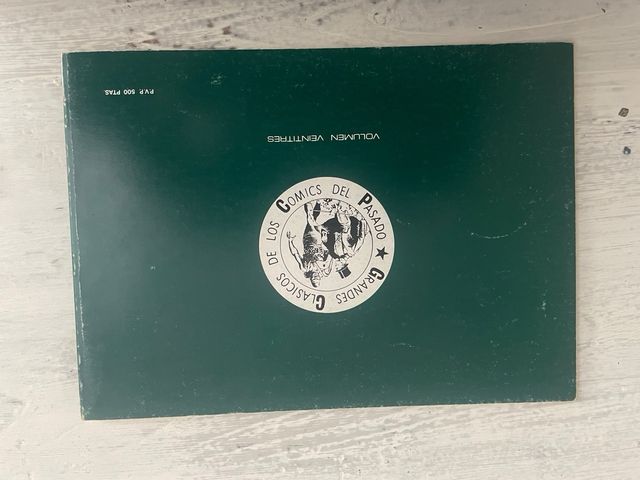 GRANDES CLASICOS DE LOS COMICS DEL PASADO ★
VOLUMEN VEINTITRES
P.V.P. 500 PTAS.